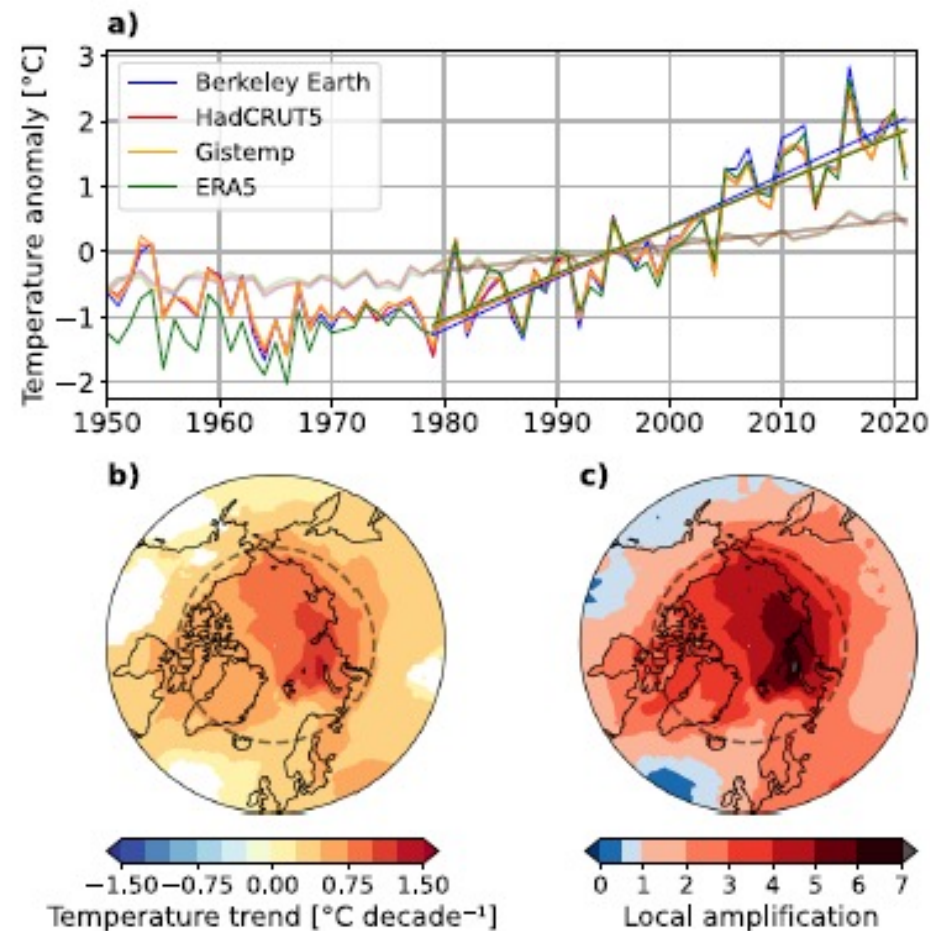 a)
Temperature anomaly [°C]
3
2
1
0
−1
−2
Berkeley Earth
HadCRUT5
Gistemp
ERA5
1950 1960 1970 1980 1990 2000 2010 2020
b)
c)
−1.50 −0.75 0.00 0.75 1.50
Temperature trend [°C decade⁻¹]
0 1 2 3 4 5 6 7
Local amplification